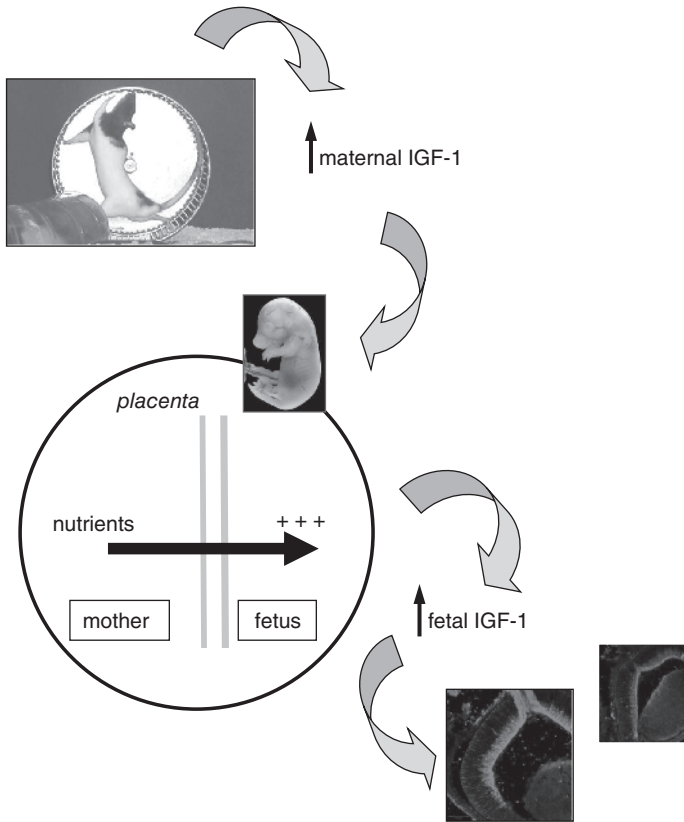 maternal IGF-1
placenta
nutrients
+ + +
mother
fetus
fetal IGF-1